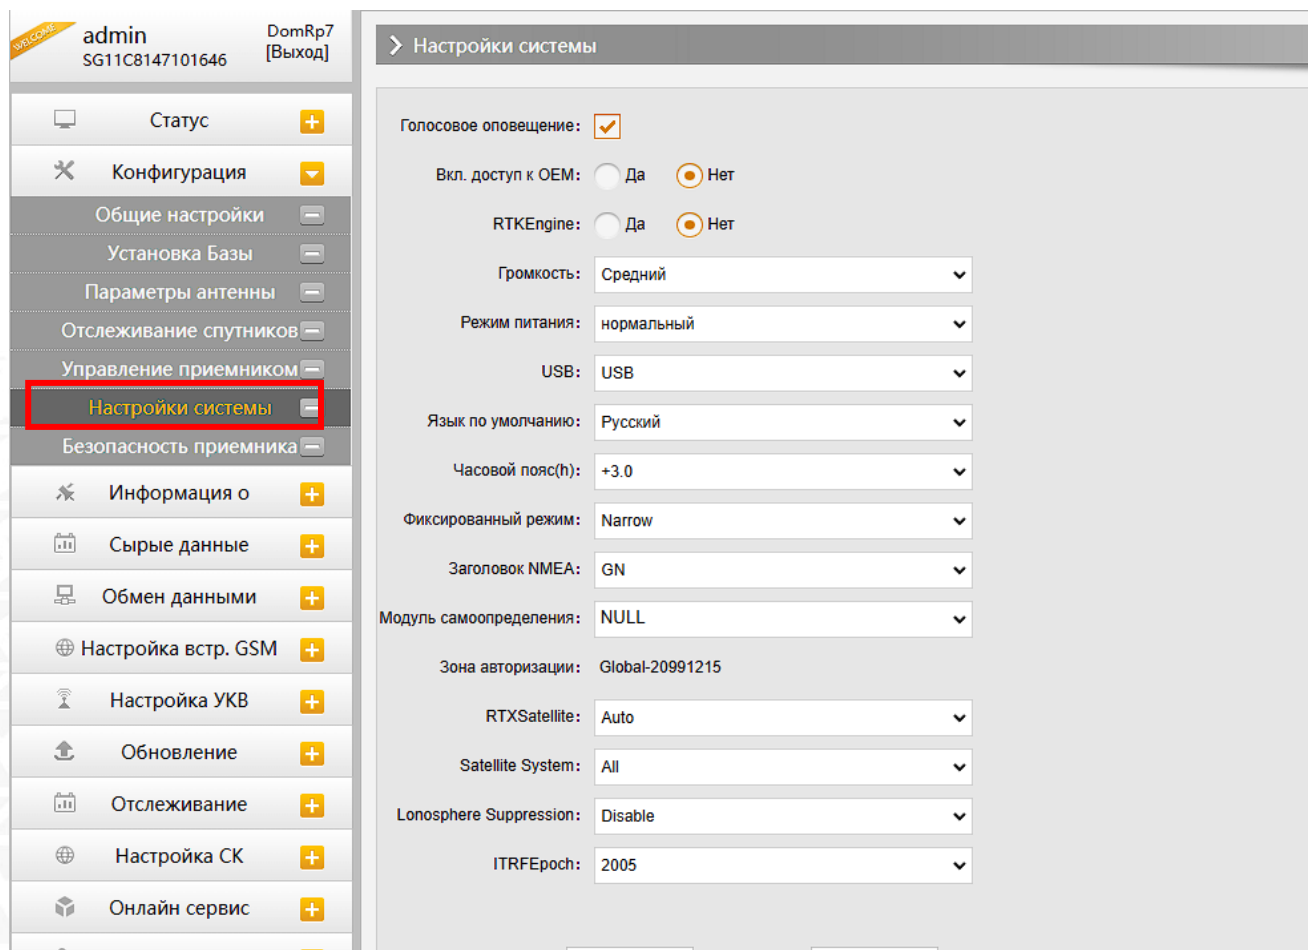 WELCOME
admin
DomRp7
SG11C8147101646
[Выход]
Статус
Конфигурация
Общие настройки
Установка Базы
Параметры антенны
Отслеживание спутников
Управление приемником
Настройки системы
Безопасность приемника
Информация о
Сырые данные
Обмен данными
Настройка встр. GSM
Настройка УКВ
Обновление
Отслеживание
Настройка СК
Онлайн сервис
Настройки системы
Голосовое оповещение:
Вкл. доступ к OEM: Да Нет
RTKEngine: Да Нет
Громкость: Средний
Режим питания: нормальный
USB: USB
Язык по умолчанию: Русский
Часовой пояс(h): +3.0
Фиксированный режим: Narrow
Заголовок NMEA: GN
Модуль самоопределения: NULL
Зона авторизации: Global-20991215
RTXSatellite: Auto
Satellite System: All
Lonosphere Suppression: Disable
ITRFEpoch: 2005